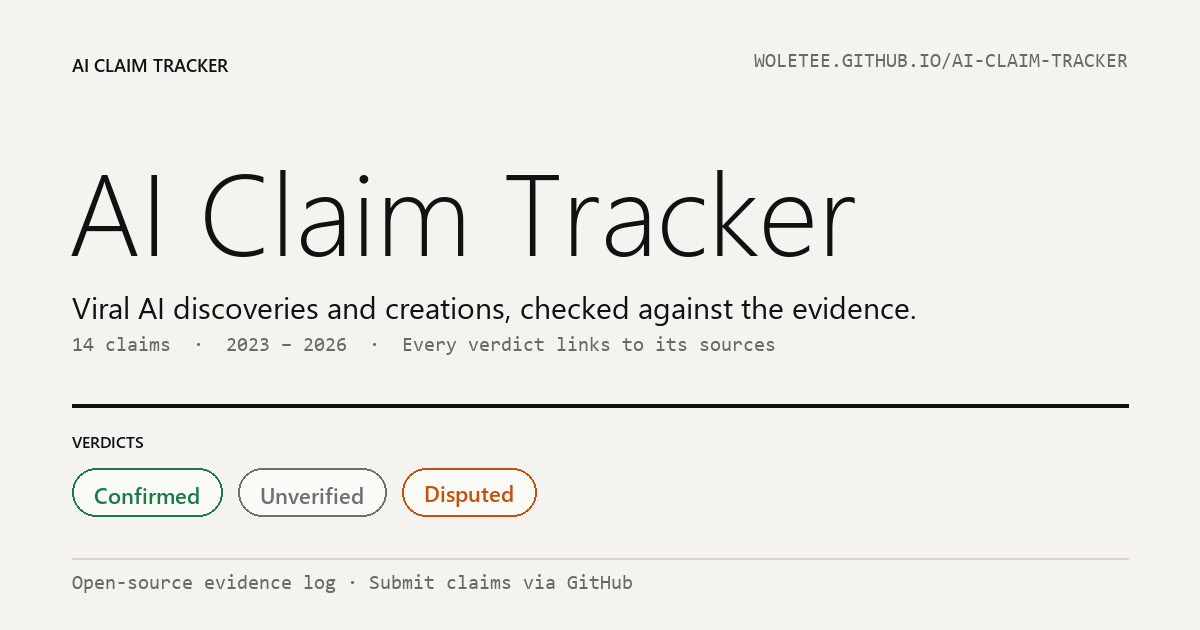 AI CLAIM TRACKER
WOLETEE.GITHUB.IO/AI-CLAIM-TRACKER
AI Claim Tracker
Viral AI discoveries and creations, checked against the evidence.
14 claims · 2023 – 2026 · Every verdict links to its sources
VERDICTS
Confirmed Unverified Disputed
Open-source evidence log · Submit claims via GitHub